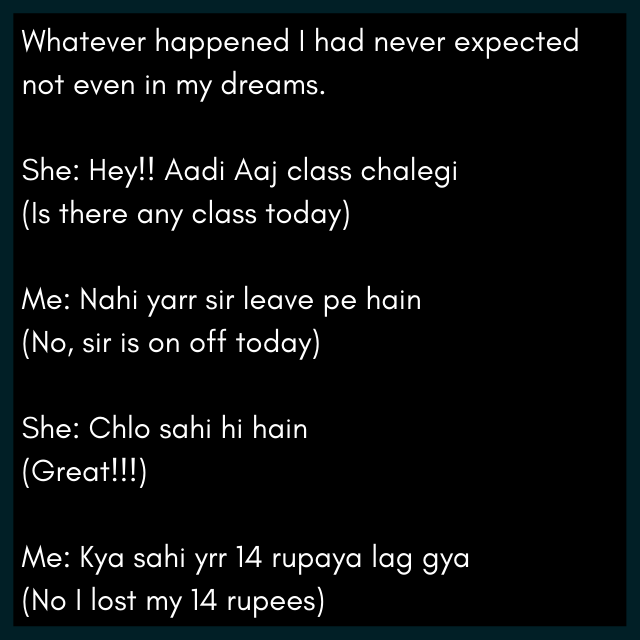 Whatever happened I had never expected
not even in my dreams.
She: Hey!! Aadi Aaj class chalegi
(Is there any class today)
Me: Nahi yarr sir leave pe hain
(No, sir is on off today)
She: Chlo sahi hi hain
(Great!!!)
Me: Kya sahi yrr 14 rupaya lag gya
(No I lost my 14 rupees)